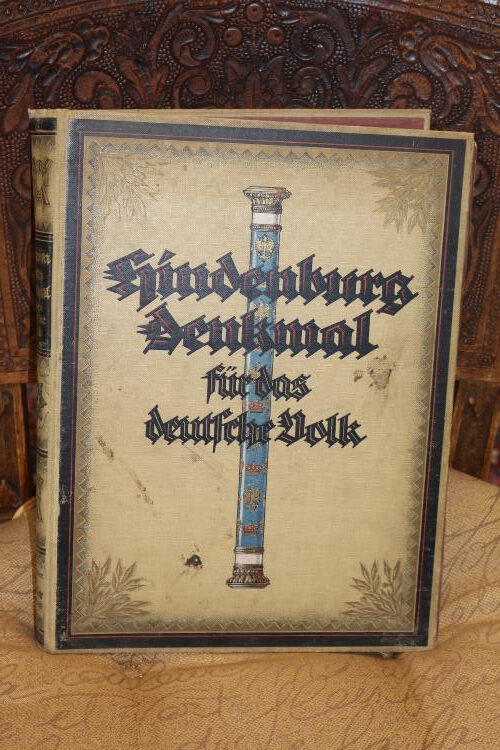 Hindenburg
Denkmal
für das
deutsche Volk